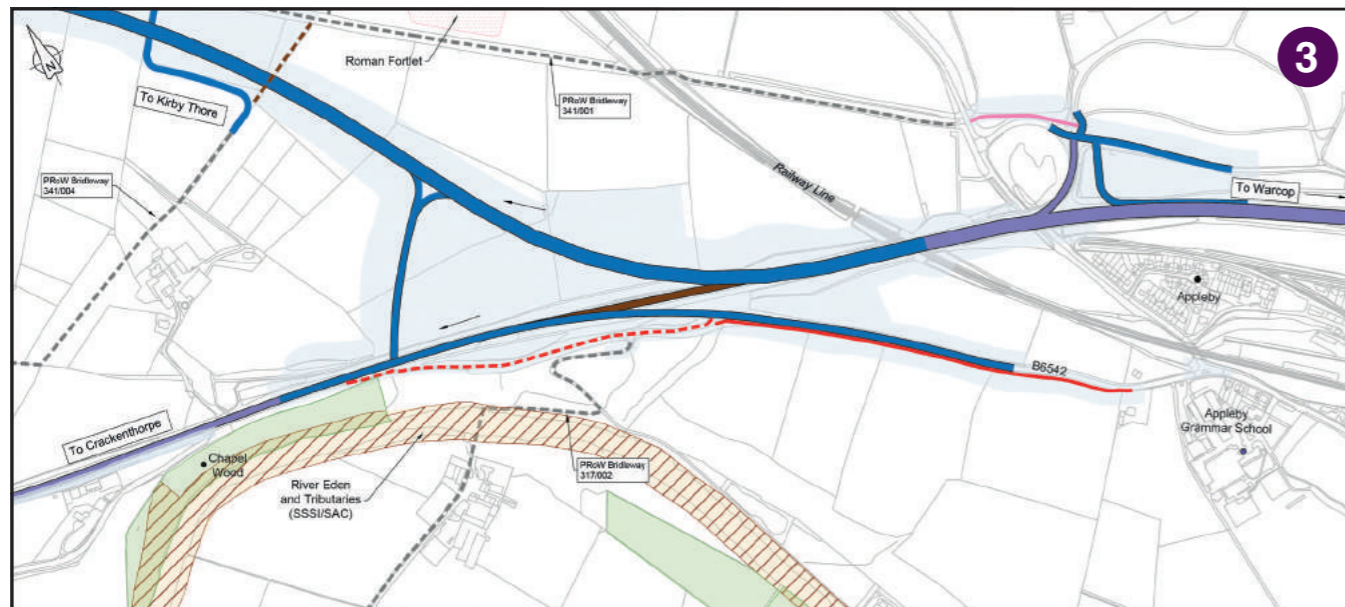 3
N
Roman Fortlet
To Kirby Thore
PRoW Bridleway
341/001
PRoW Bridleway
341/004
Railway Line
To Warcop
Appleby
B6542
To Crackenthorpe
Chapel
Wood
River Eden
and Tributaries
(SSSI/SAC)
PRoW Bridleway
317/002
Appleby
Grammar School